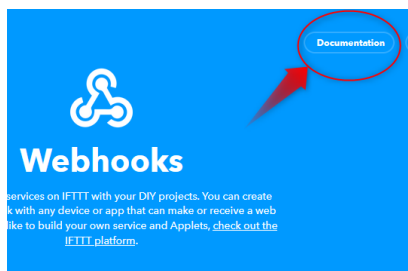 Documentation
Webhooks
services on IFTTT with your DIY projects. You can create
k with any device or app that can make or receive a web
like to build your own service and Applets, check out the
IFTTT platform.